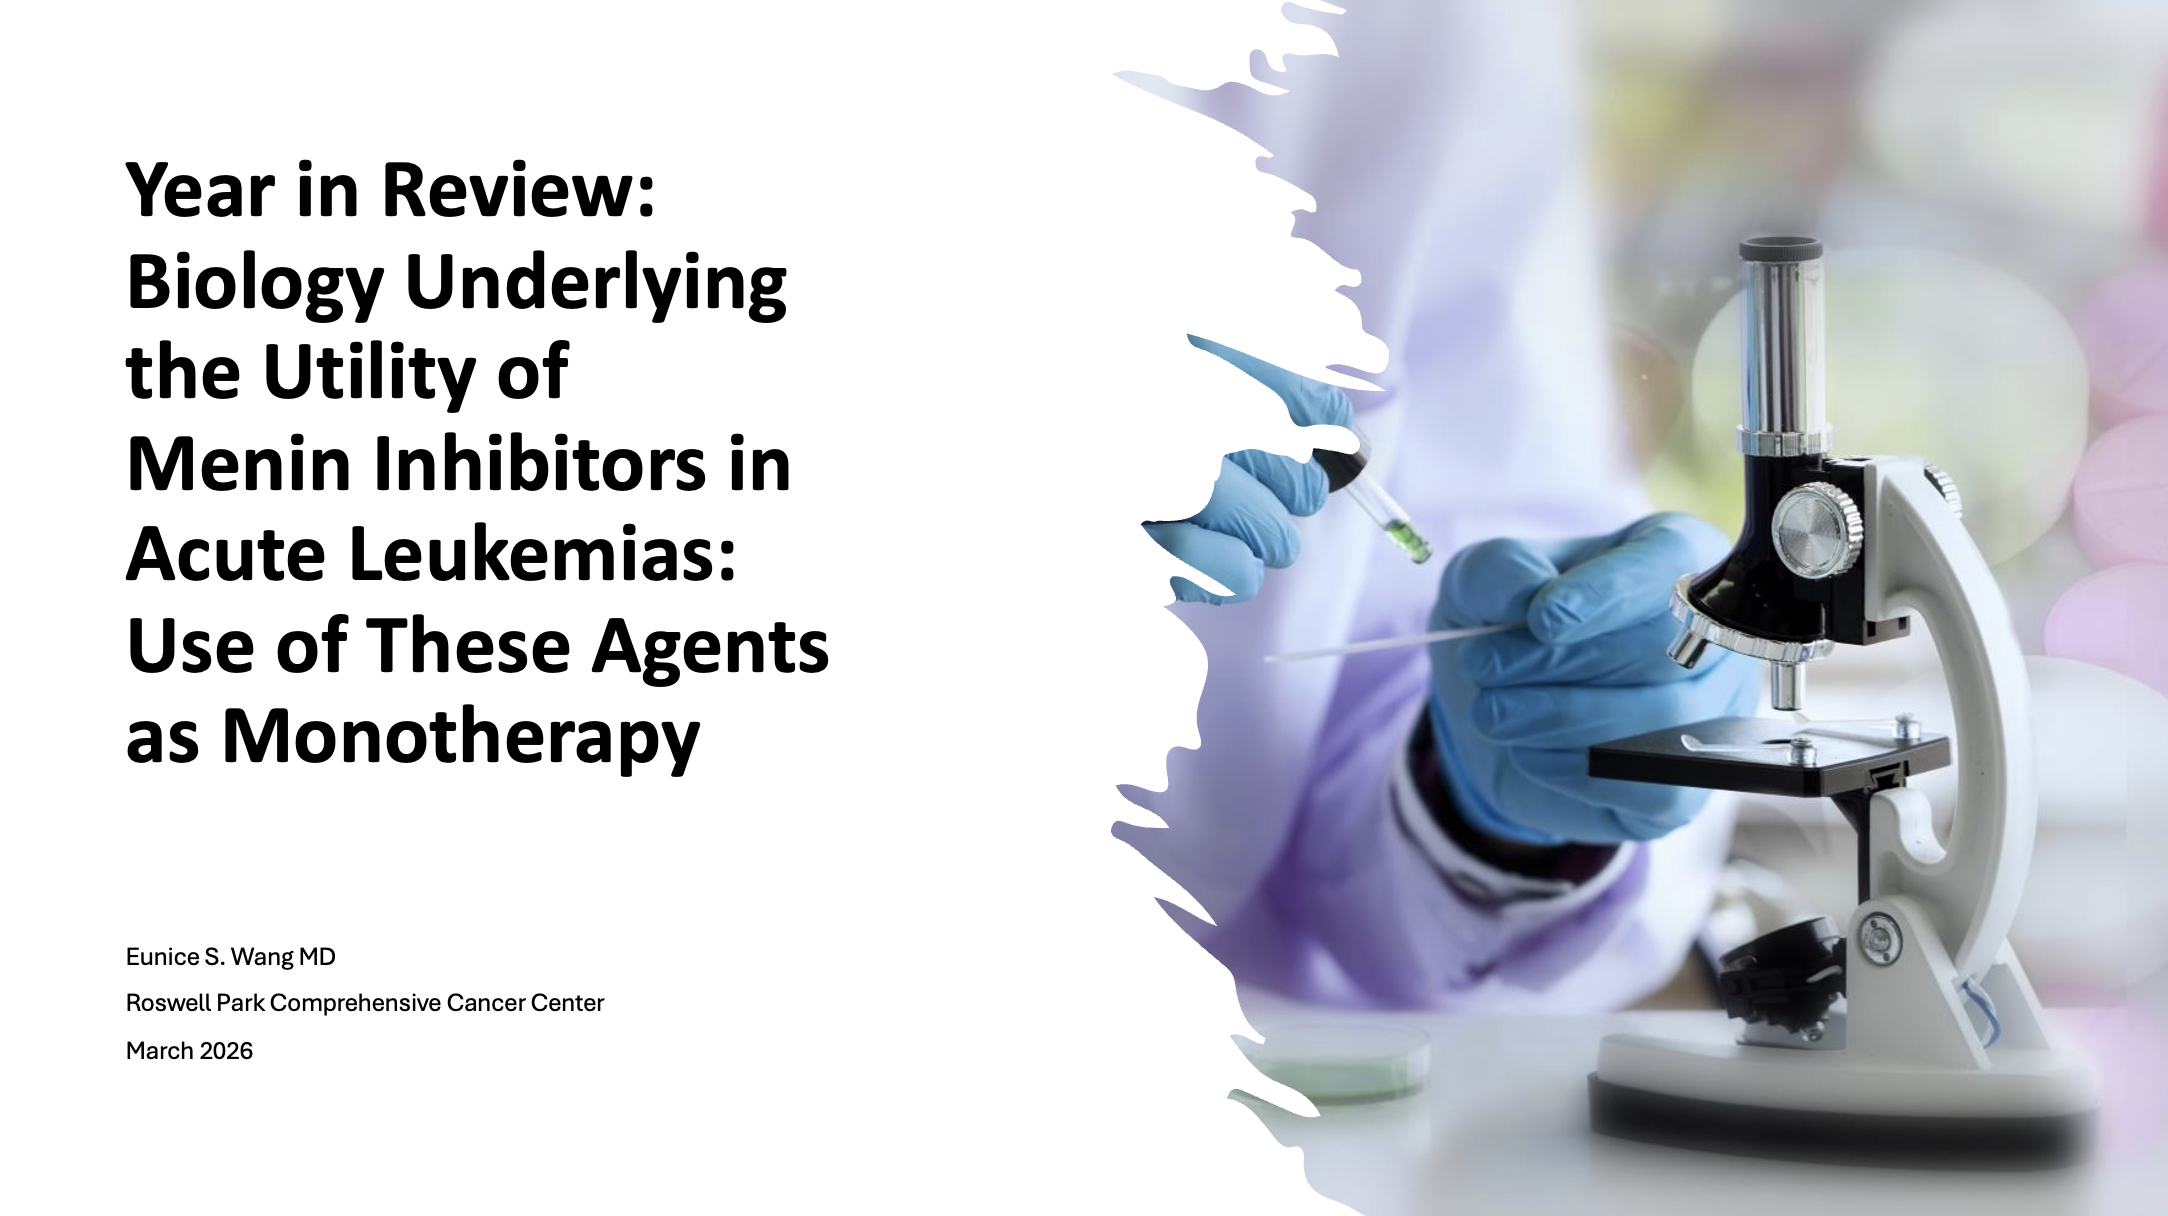 Year in Review:
Biology Underlying
the Utility of
Menin Inhibitors in
Acute Leukemias:
Use of These Agents
as Monotherapy
Eunice S. Wang MD
Roswell Park Comprehensive Cancer Center
March 2026